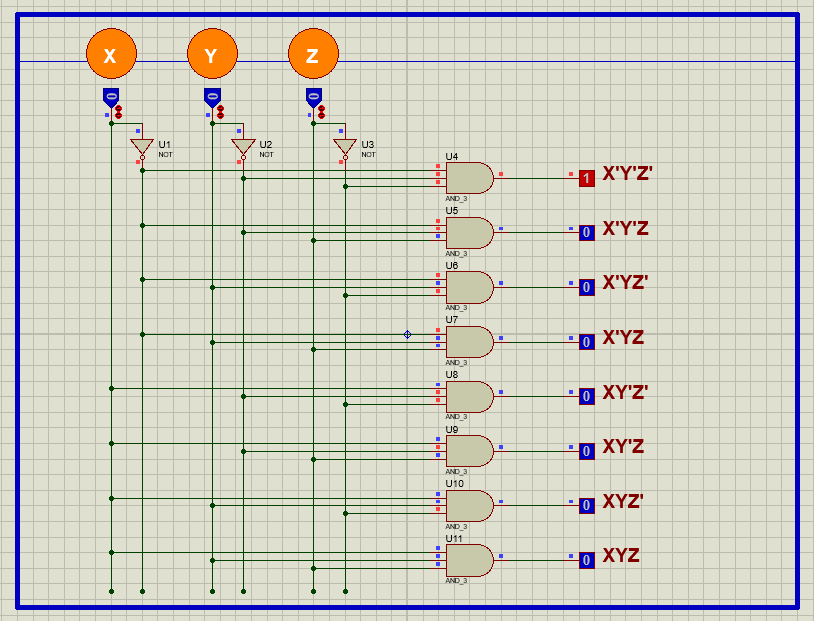 X Y Z
0 0 0
U1 NOT
U2 NOT
U3 NOT
U4
AND_3
1 X'Y'Z'
U5
AND_3
0 X'Y'Z
U6
AND_3
0 X'YZ'
U7
AND_3
0 X'YZ
U8
AND_3
0 XY'Z'
U9
AND_3
0 XY'Z
U10
AND_3
0 XYZ'
U11
AND_3
0 XYZ